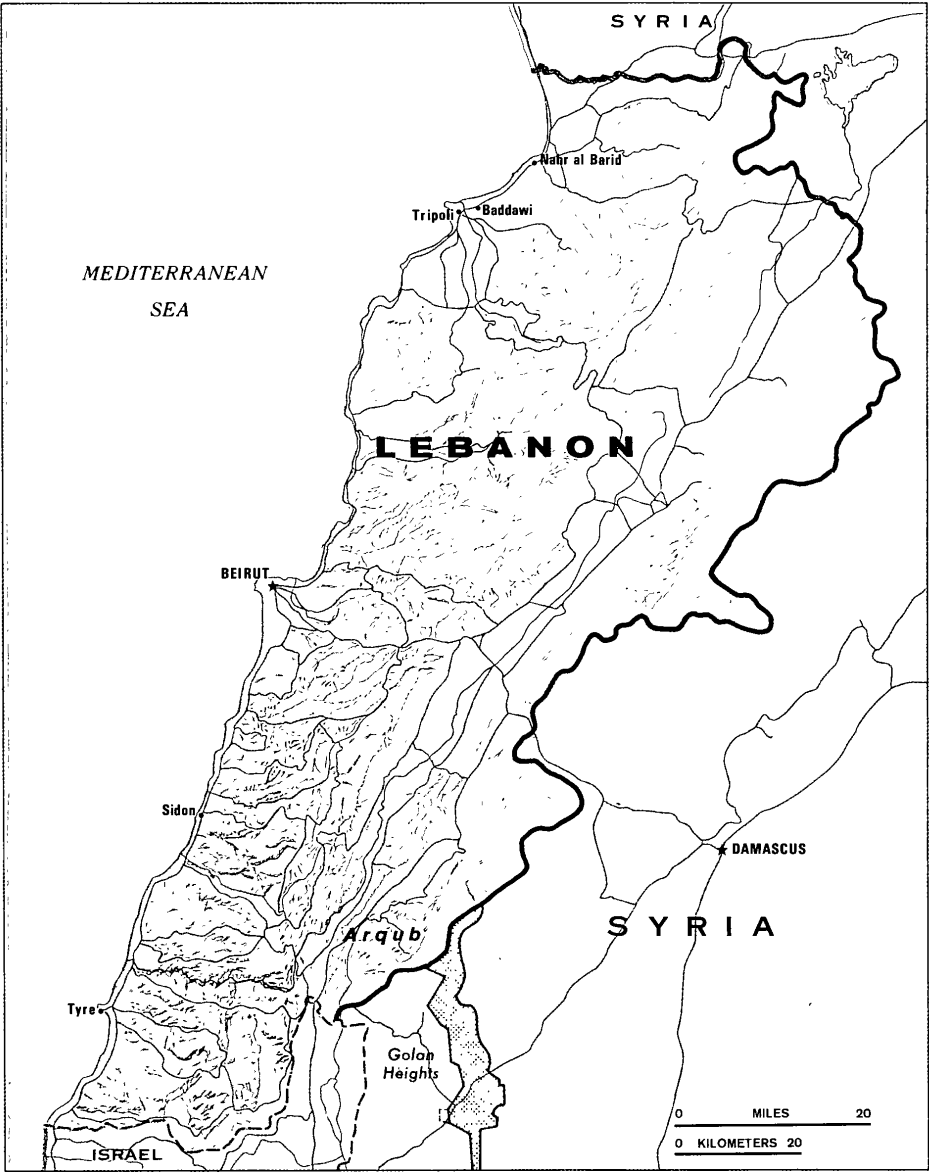 SYRIA
Nahr al Barid
Tripoli
Baddawi
MEDITERRANEAN
SEA
LEBANON
BEIRUT
Sidon
DAMASCUS
SYRIA
Arqub
Tyre
Golan
Heights
0 MILES 20
0 KILOMETERS 20
ISRAEL